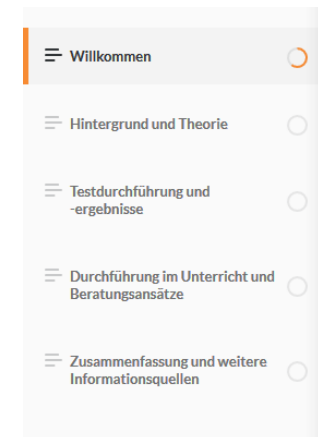 Willkommen
Hintergrund und Theorie
Testdurchführung und
-ergebnisse
Durchführung im Unterricht und
Beratungsansätze
Zusammenfassung und weitere
Informationsquellen